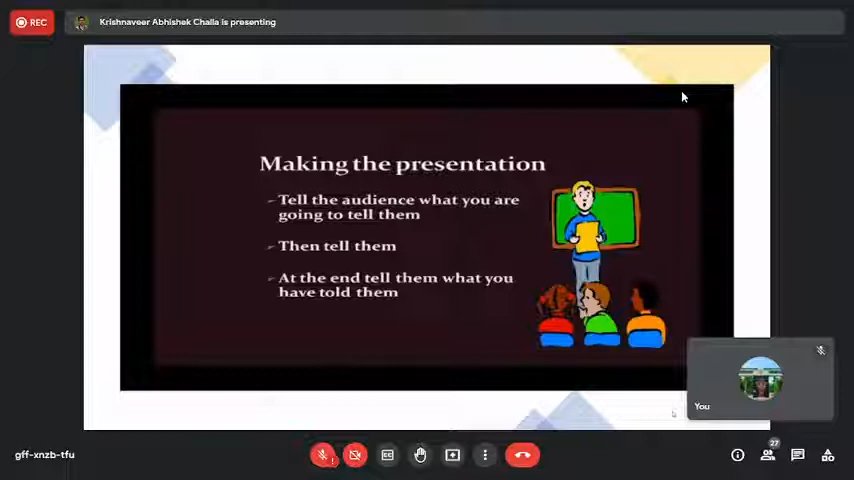 REC
Krishnaveer Abhishek Challa is presenting
Making the presentation
Tell the audience what you are
going to tell them
Then tell them
At the end tell them what you
have told them
You
gff-xnzb-tfu
CC
27